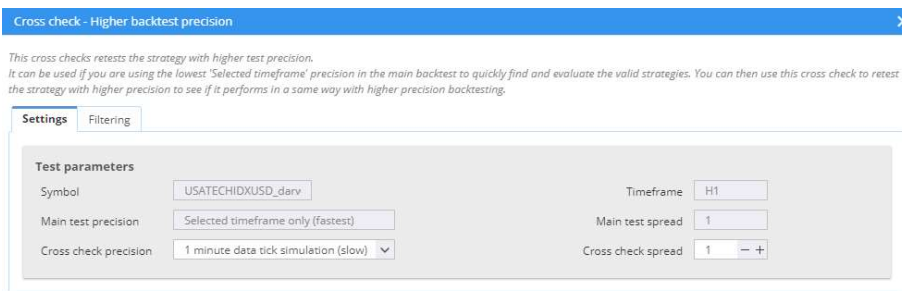 Cross check - Higher backtest precision
This cross checks retests the strategy with higher test precision.
It can be used if you are using the lowest 'Selected timeframe' precision in the main backtest to quickly find and evaluate the valid strategies. You can then use this cross check to retest
the strategy with higher precision to see if it performs in a same way with higher precision backtesting.
Settings Filtering
Test parameters
Symbol USATECHIDXUSD_darv Timeframe H1
Main test precision Selected timeframe only (fastest) Main test spread 1
Cross check precision 1 minute data tick simulation (slow) Cross check spread 1